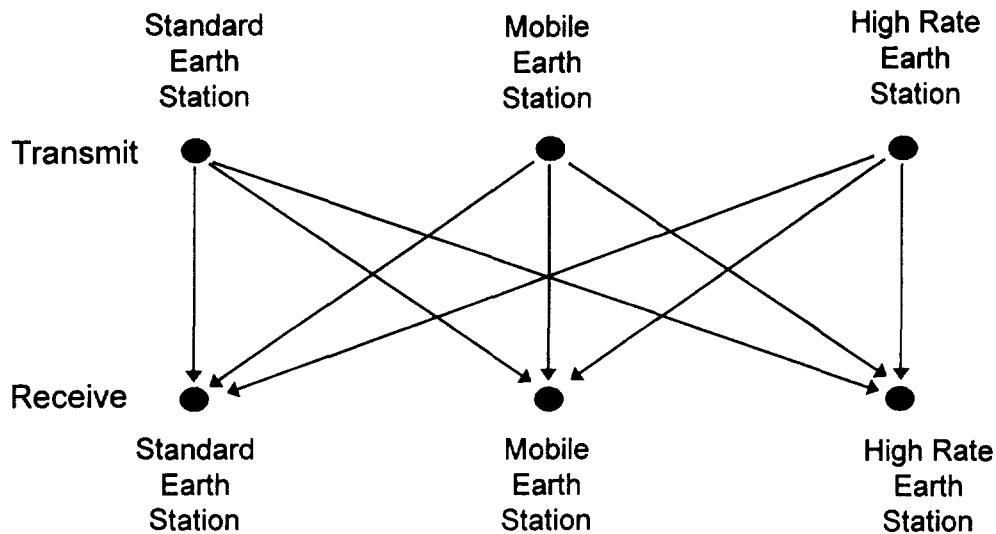 Standard
Earth
Station
Mobile
Earth
Station
High Rate
Earth
Station
Transmit
Receive
Standard
Earth
Station
Mobile
Earth
Station
High Rate
Earth
Station